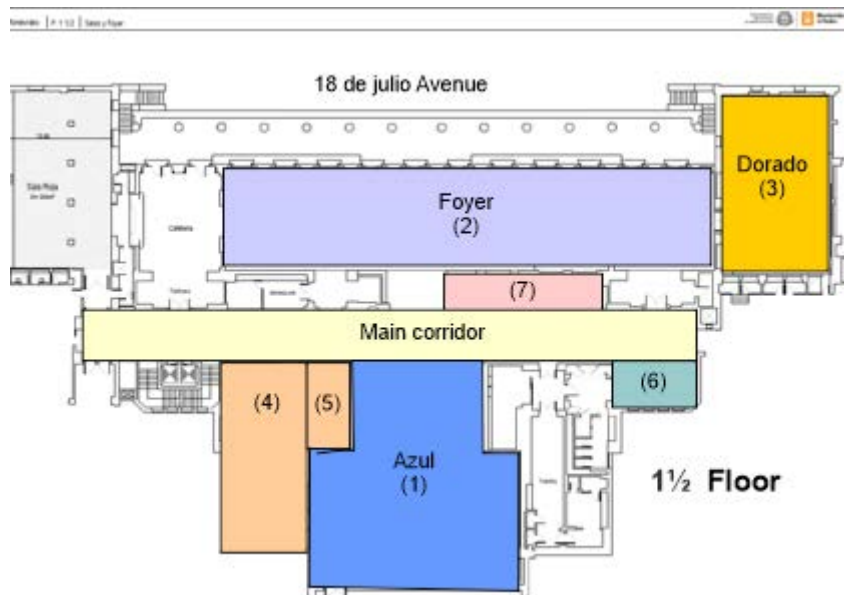 18 de julio Avenue
Dorado
(3)
Foyer
(2)
(7)
Main corridor
(4)
(5)
(6)
Azul
(1)
1½ Floor